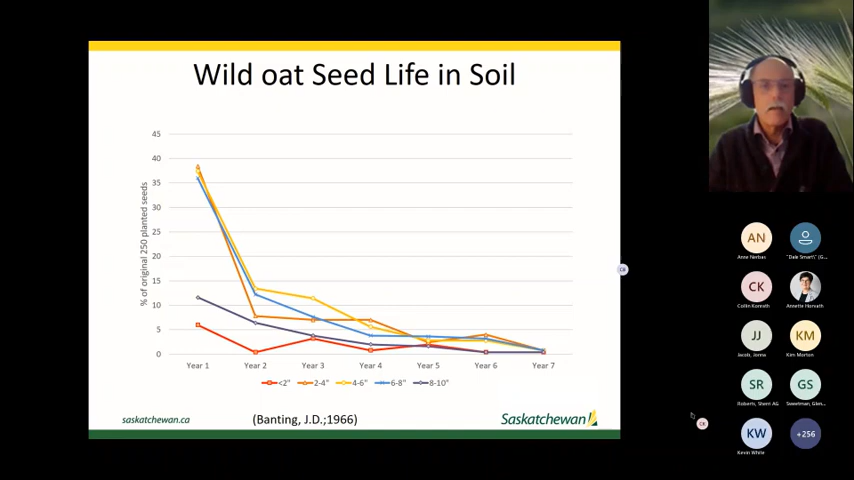 Wild oat Seed Life in Soil
% of original 250 planted seeds
45
40
35
30
25
20
15
10
5
0
Year 1 Year 2 Year 3 Year 4 Year 5 Year 6 Year 7
<2" 2-4" 4-6" 6-8" 8-10"
saskatchewan.ca
(Banting, J.D.;1966)
Saskatchewan
AN
Anne Nerbas
"Dale Smart\" (G...
CK
Annette Horvath
JJ
Jacob, Jonna
KM
Kim Morton
SR
Roberts, Sherri AG
GS
Sweetman, Glen...
KW
Kevin White
+256
CK